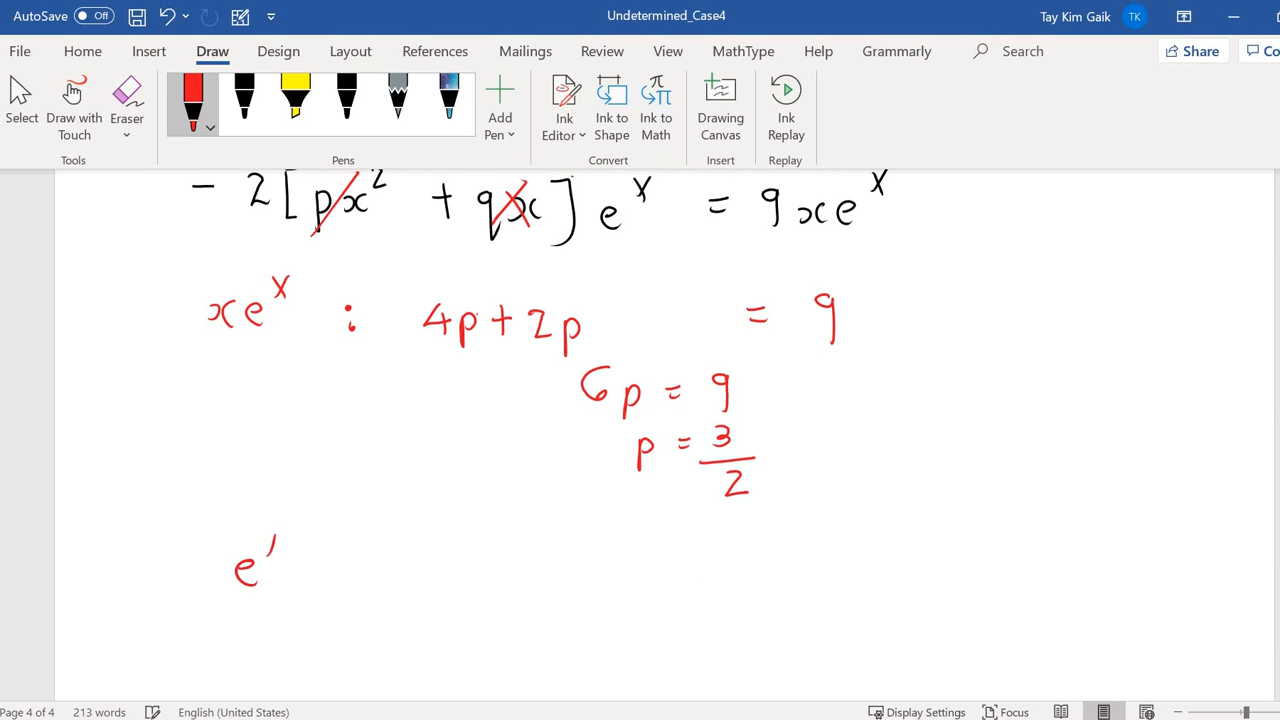 AutoSave Off Undetermined_Case4 Tay Kim Gaik TK
File Home Insert Draw Design Layout References Mailings Review View MathType Help Grammarly Search Share Co
Select Draw with Touch Eraser Add Pen Ink Editor Ink to Shape Ink to Math Drawing Canvas Ink Replay
Tools Pens Convert Insert Replay
- 2[px² + qx]eˣ = 9xeˣ
xeˣ : 4p+2p = 9
6p = 9
p = 3/2
e'
Page 4 of 4 213 words English (United States) Display Settings Focus